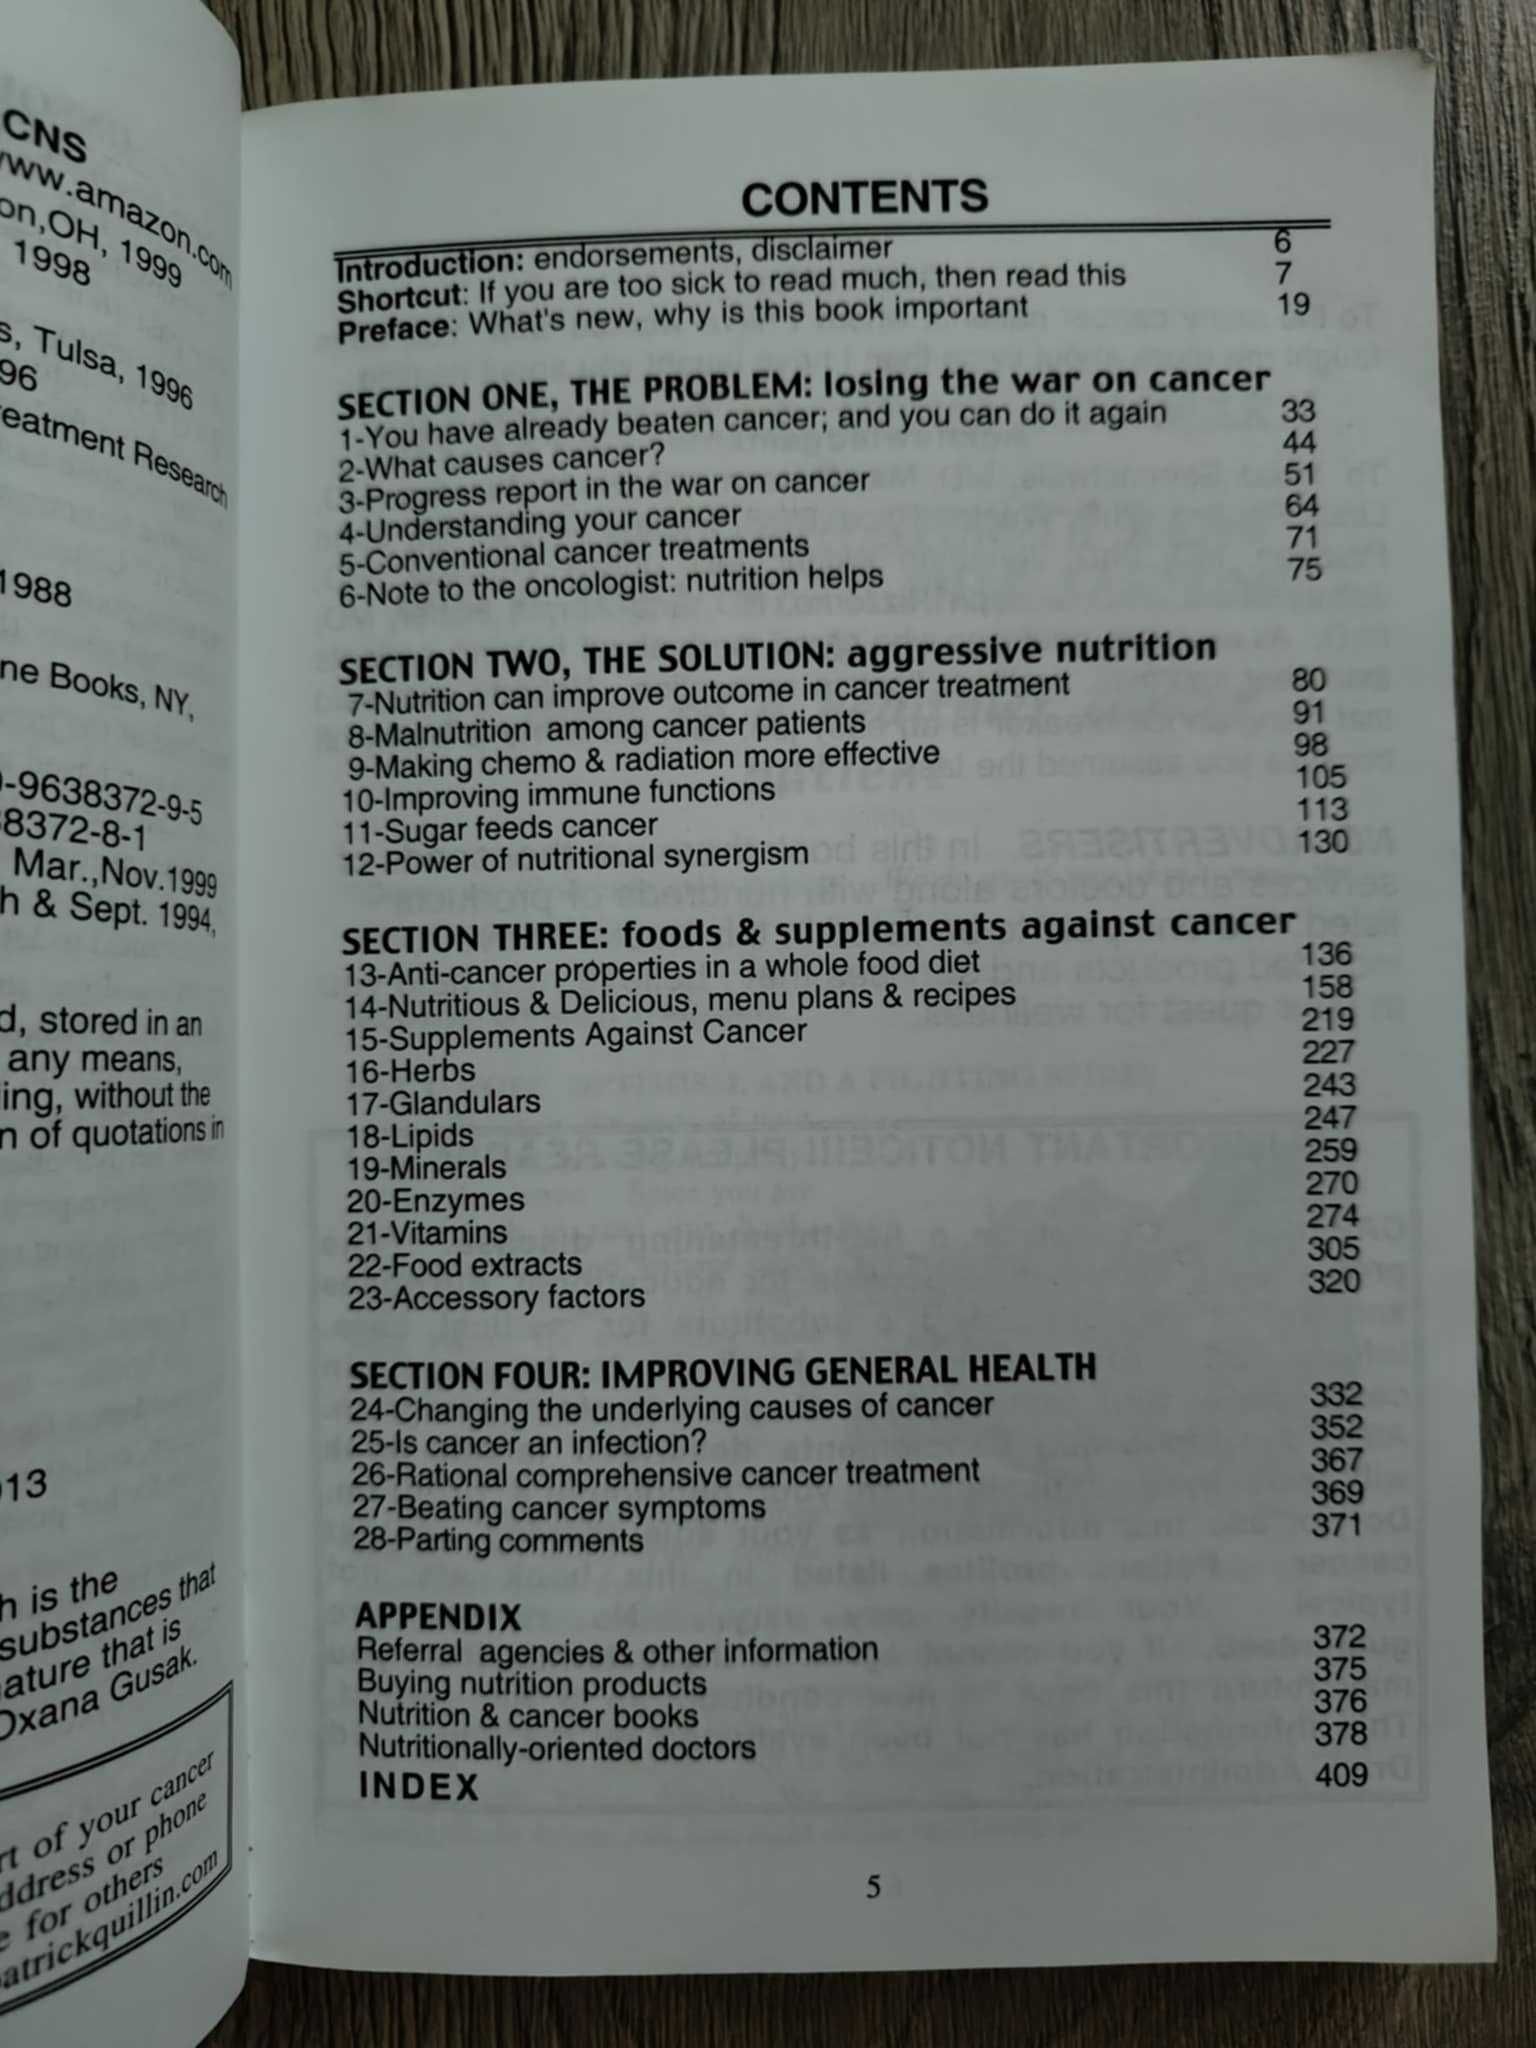 CNS
www.amazon.com
on,OH, 1999
1998
s, Tulsa, 1996
96
eatment Research
1988
ne Books, NY,
-9638372-9-5
8372-8-1
Mar.,Nov.1999
h & Sept. 1994,
d, stored in an
any means,
ing, without the
n of quotations in
013
h is the
substances that
ature that is
Oxana Gusak.
rt of your cancer
ddress or phone
e for others
atrickquillin.com
CONTENTS
Introduction: endorsements, disclaimer 6
Shortcut: If you are too sick to read much, then read this 7
Preface: What's new, why is this book important 19
SECTION ONE, THE PROBLEM: losing the war on cancer
1-You have already beaten cancer; and you can do it again 33
2-What causes cancer? 44
3-Progress report in the war on cancer 51
4-Understanding your cancer 64
5-Conventional cancer treatments 71
6-Note to the oncologist: nutrition helps 75
SECTION TWO, THE SOLUTION: aggressive nutrition
7-Nutrition can improve outcome in cancer treatment 80
8-Malnutrition among cancer patients 91
9-Making chemo & radiation more effective 98
10-Improving immune functions 105
11-Sugar feeds cancer 113
12-Power of nutritional synergism 130
SECTION THREE: foods & supplements against cancer
13-Anti-cancer properties in a whole food diet 136
14-Nutritious & Delicious, menu plans & recipes 158
15-Supplements Against Cancer 219
16-Herbs 227
17-Glandulars 243
18-Lipids 247
19-Minerals 259
20-Enzymes 270
21-Vitamins 274
22-Food extracts 305
23-Accessory factors 320
SECTION FOUR: IMPROVING GENERAL HEALTH
24-Changing the underlying causes of cancer 332
25-Is cancer an infection? 352
26-Rational comprehensive cancer treatment 367
27-Beating cancer symptoms 369
28-Parting comments 371
APPENDIX
Referral agencies & other information 372
Buying nutrition products 375
Nutrition & cancer books 376
Nutritionally-oriented doctors 378
INDEX 409
5